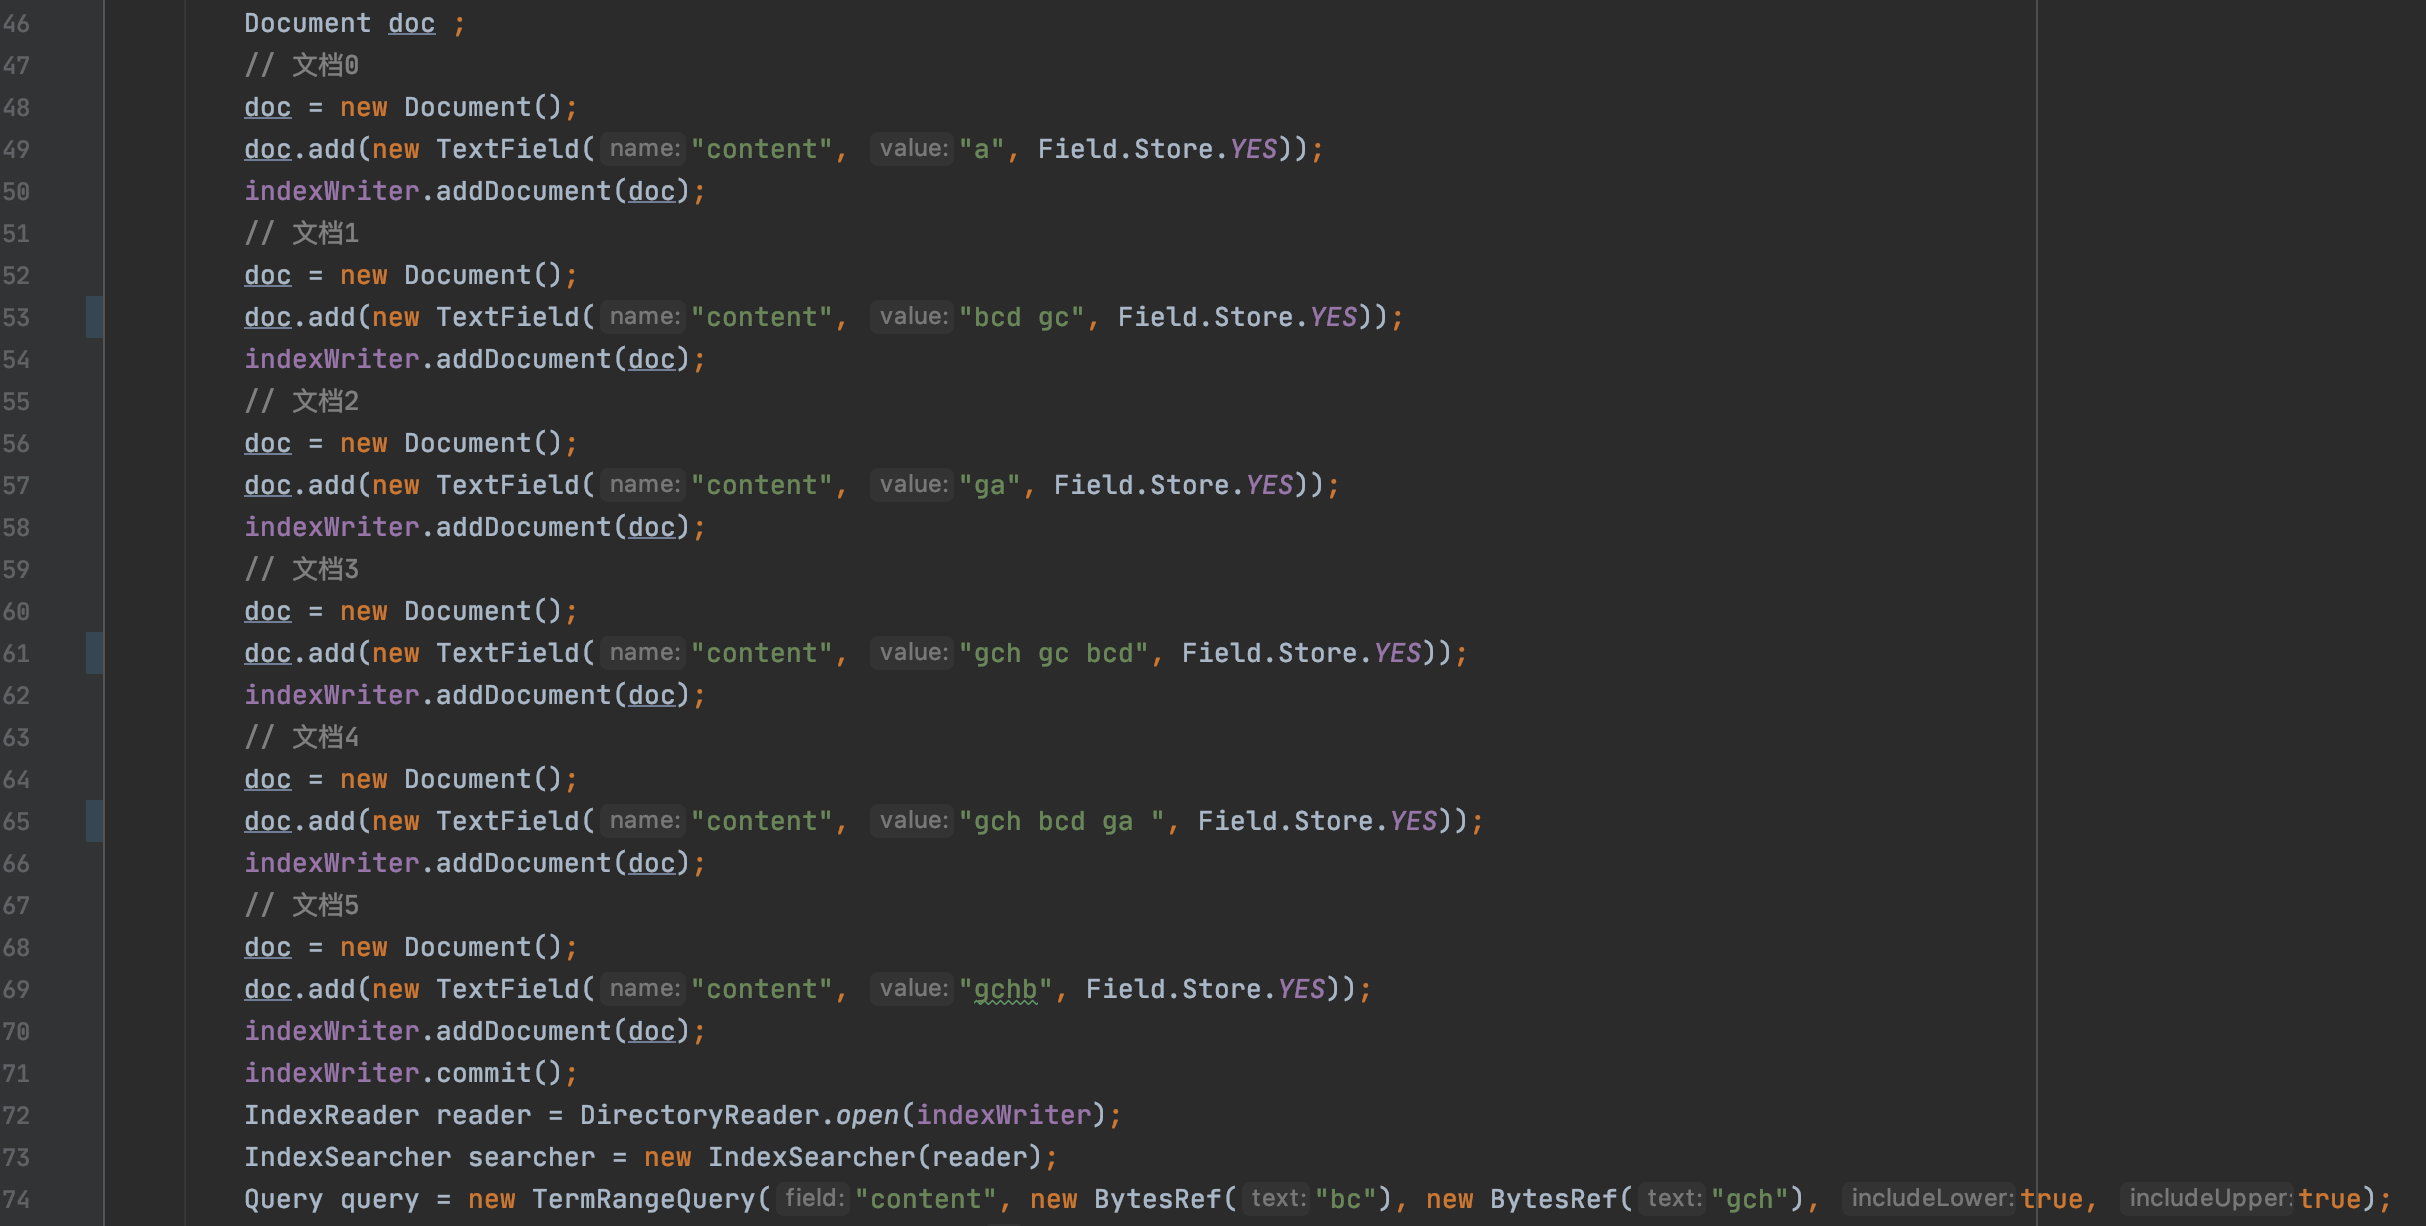 46 Document doc ;
47 // 文档0
48 doc = new Document();
49 doc.add(new TextField( name: "content", value: "a", Field.Store.YES));
50 indexWriter.addDocument(doc);
51 // 文档1
52 doc = new Document();
53 doc.add(new TextField( name: "content", value: "bcd gc", Field.Store.YES));
54 indexWriter.addDocument(doc);
55 // 文档2
56 doc = new Document();
57 doc.add(new TextField( name: "content", value: "ga", Field.Store.YES));
58 indexWriter.addDocument(doc);
59 // 文档3
60 doc = new Document();
61 doc.add(new TextField( name: "content", value: "gch gc bcd", Field.Store.YES));
62 indexWriter.addDocument(doc);
63 // 文档4
64 doc = new Document();
65 doc.add(new TextField( name: "content", value: "gch bcd ga ", Field.Store.YES));
66 indexWriter.addDocument(doc);
67 // 文档5
68 doc = new Document();
69 doc.add(new TextField( name: "content", value: "gchb", Field.Store.YES));
70 indexWriter.addDocument(doc);
71 indexWriter.commit();
72 IndexReader reader = DirectoryReader.open(indexWriter);
73 IndexSearcher searcher = new IndexSearcher(reader);
74 Query query = new TermRangeQuery( field: "content", new BytesRef( text: "bc"), new BytesRef( text: "gch"), includeLower: true, includeUpper: true);